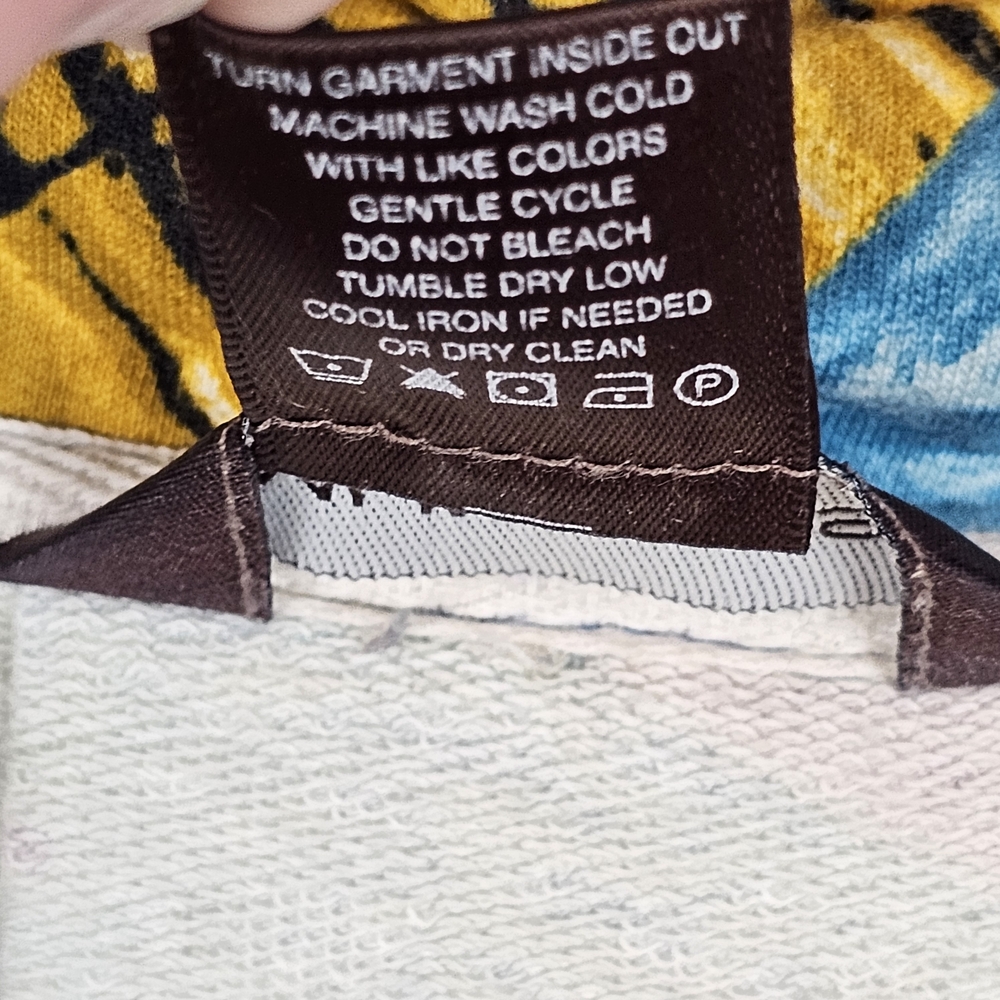 TURN GARMENT INSIDE OUT
MACHINE WASH COLD
WITH LIKE COLORS
GENTLE CYCLE
DO NOT BLEACH
TUMBLE DRY LOW
COOL IRON IF NEEDED
OR DRY CLEAN
P